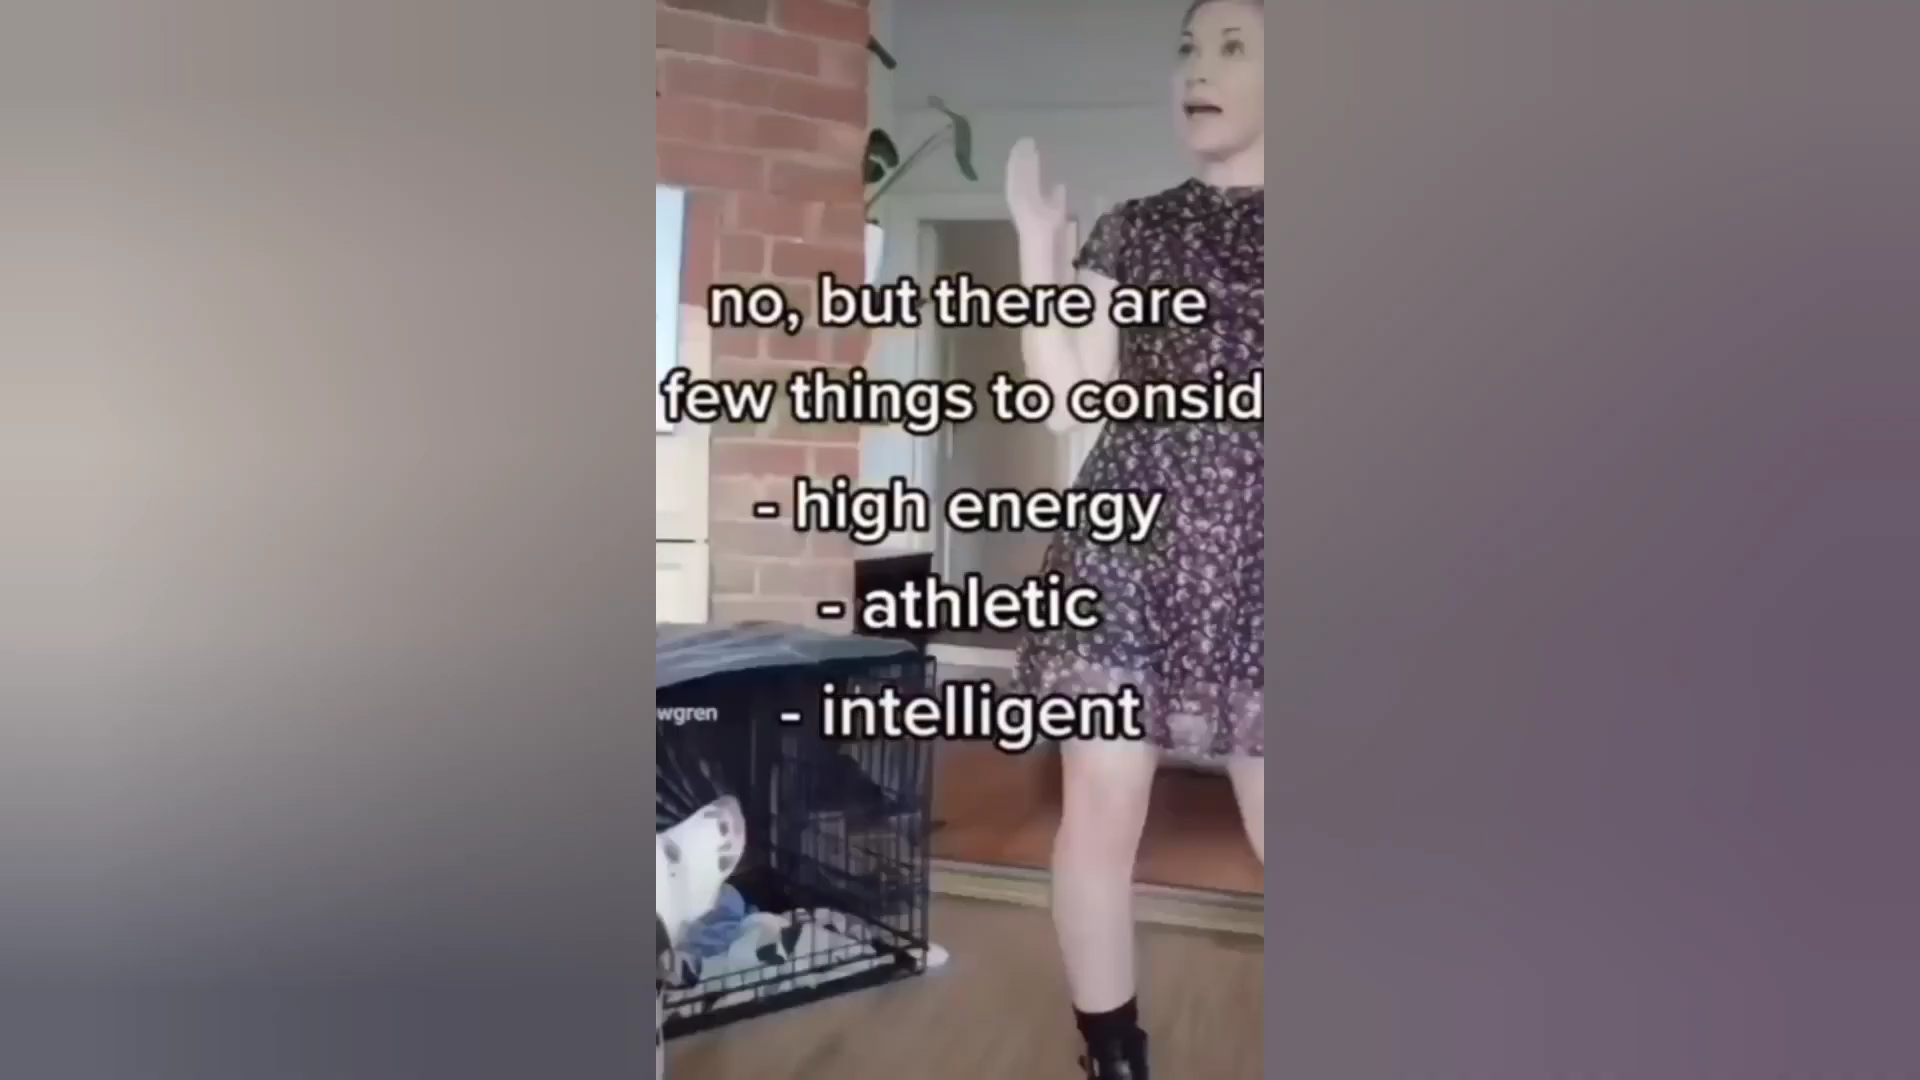 no, but there are
few things to consid
- high energy
- athletic
- intelligent
wgren